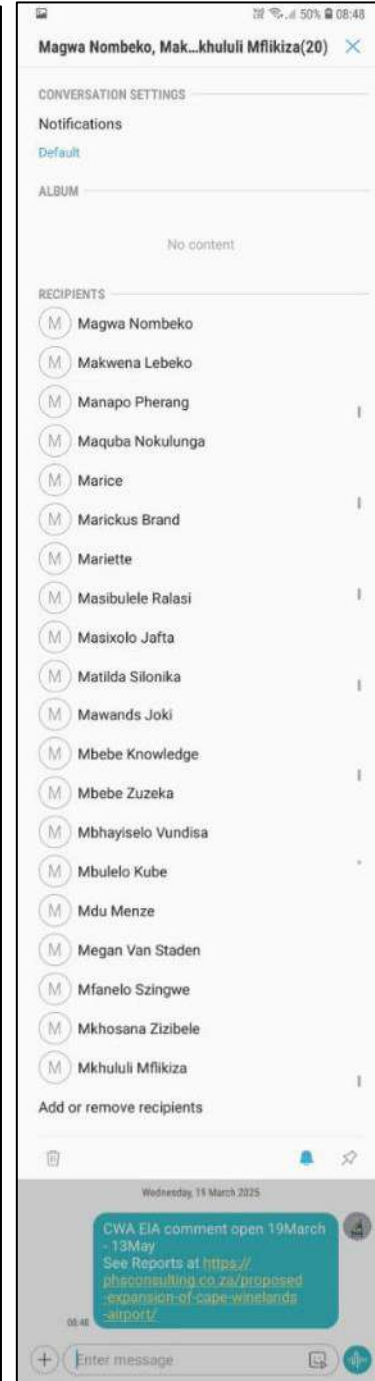 50% 08:48
Magwa Nombeko, Mak...khululi Mflikiza(20)
CONVERSATION SETTINGS
Notifications
Default
ALBUM
No content
RECIPIENTS
M Magwa Nombeko
M Makwena Lebeko
M Manapo Pherang
M Maquba Nokulunga
M Marice
M Marickus Brand
M Mariette
M Masibulele Ralasi
M Masixolo Jafta
M Matilda Silonika
M Mawands Joki
M Mbebe Knowledge
M Mbebe Zuzeka
M Mbhayiselo Vundisa
M Mbulelo Kube
M Mdu Menze
M Megan Van Staden
M Mfanelo Szingwe
M Mkhosana Zizibele
M Mkhululi Mflikiza
Add or remove recipients
Wednesday, 19 March 2025
CWA EIA comment open 19March
- 13May
See Reports at https://
phsconsulting.co.za/proposed
-expansion-of-cape-winelands
-airport/
08:48
Enter message